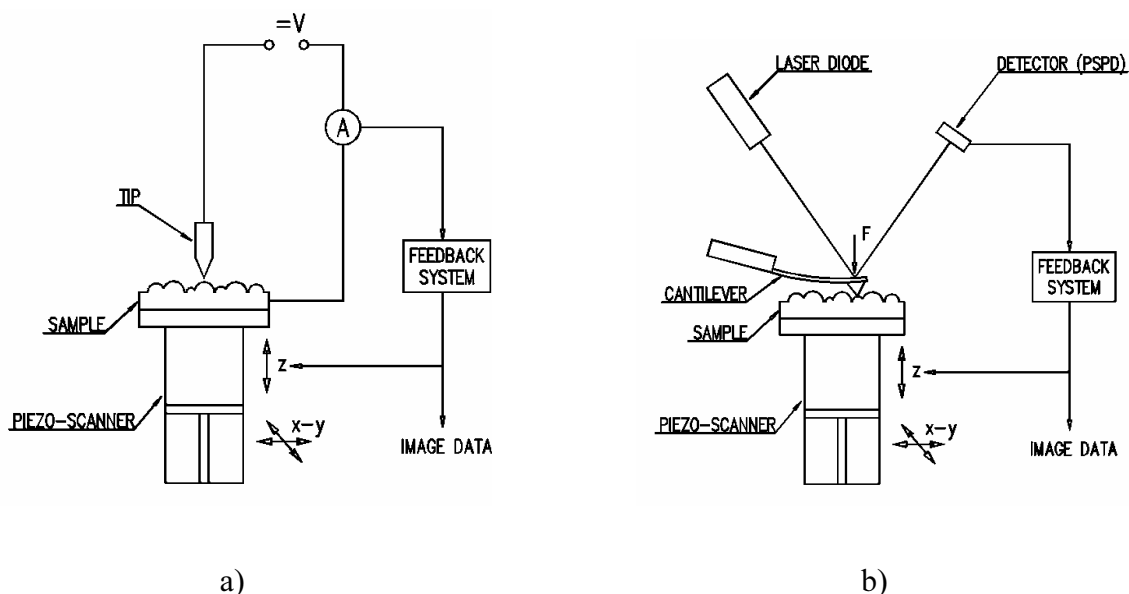 =V
A
TIP
FEEDBACK
SYSTEM
SAMPLE
z
PIEZO-SCANNER
x-y
IMAGE DATA
a)
LASER DIODE
DETECTOR (PSPD)
F
FEEDBACK
SYSTEM
CANTILEVER
SAMPLE
z
PIEZO-SCANNER
x-y
IMAGE DATA
b)